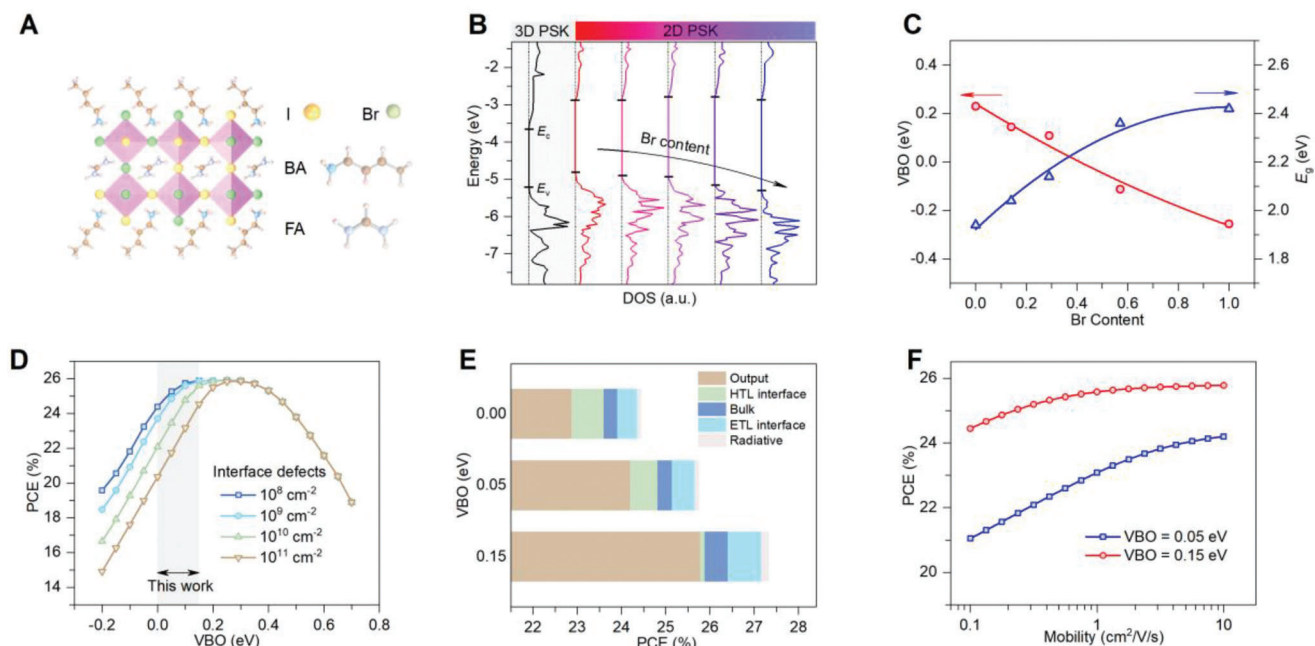 A
I
Br
BA
FA
B
3D PSK
2D PSK
Energy (eV)
-2
-3
-4
-5
-6
-7
Ec
Ev
Br content
DOS (a.u.)
C
VBO (eV)
0.4
0.2
0.0
-0.2
-0.4
2.6
2.4
2.2
2.0
1.8
Eg (eV)
0.0 0.2 0.4 0.6 0.8 1.0
Br Content
D
PCE (%)
28
26
24
22
20
18
16
14
Interface defects
10⁸ cm⁻²
10⁹ cm⁻²
10¹⁰ cm⁻²
10¹¹ cm⁻²
This work
-0.2 0.0 0.2 0.4 0.6 0.8
VBO (eV)
E
VBO (eV)
0.00
0.05
0.15
Output
HTL interface
Bulk
ETL interface
Radiative
22 23 24 25 26 27 28
PCE (%)
F
PCE (%)
26
24
22
20
VBO = 0.05 eV
VBO = 0.15 eV
0.1 1 10
Mobility (cm²/V/s)